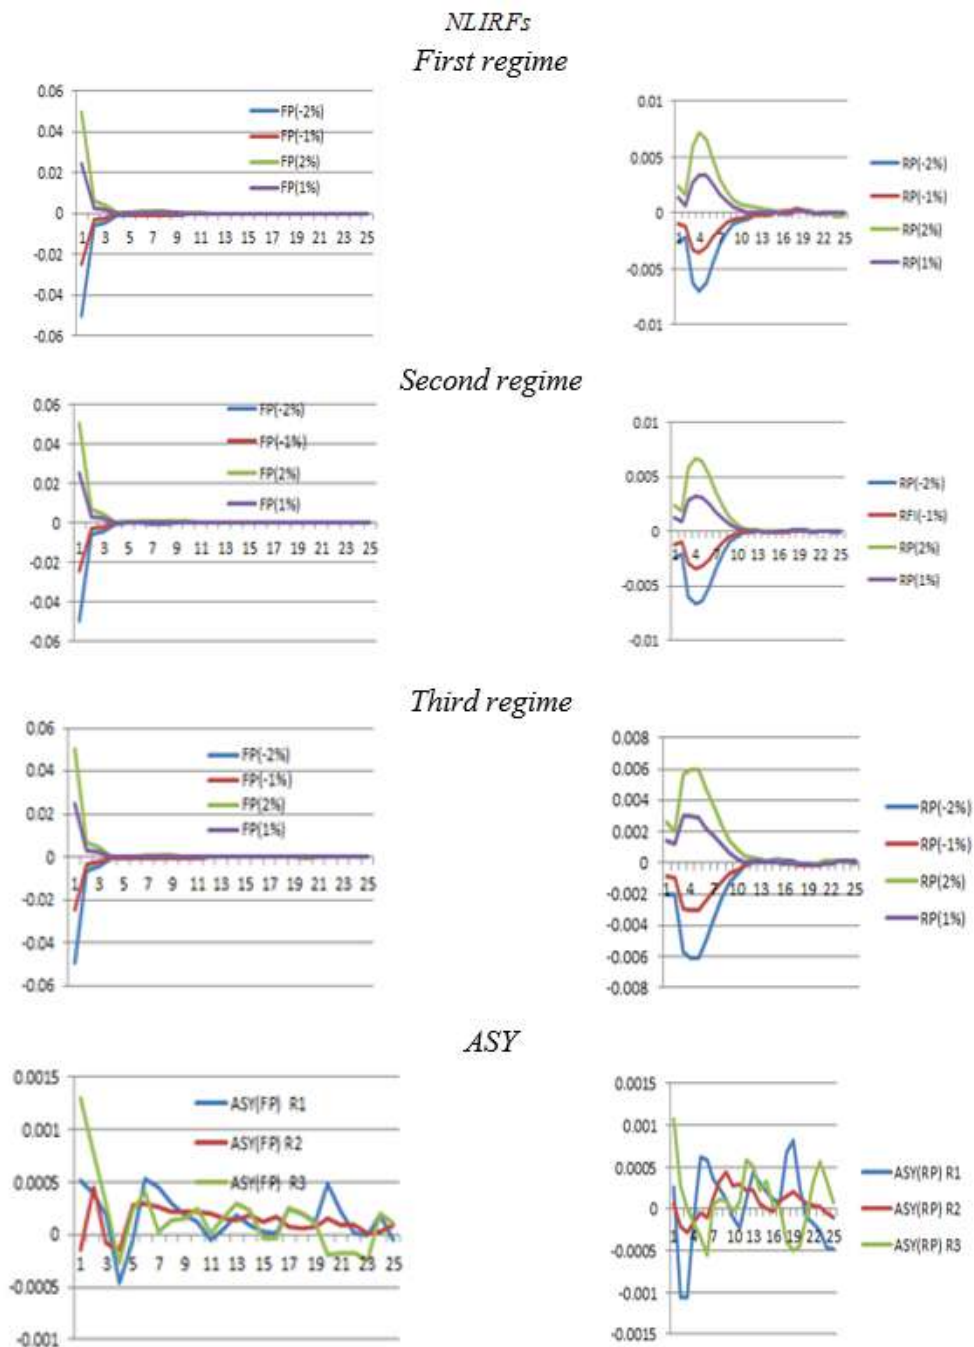 NLIRFs
First regime
0.06
0.04
0.02
0
-0.02
-0.04
-0.06
1 3 5 7 9 11 13 15 17 19 21 23 25
FP(-2%)
FP(-1%)
FP(2%)
FP(1%)
0.01
0.005
0
-0.005
-0.01
1 4 7 10 13 16 19 22 25
RP(-2%)
RP(-1%)
RP(2%)
RP(1%)
Second regime
0.06
0.04
0.02
0
-0.02
-0.04
-0.06
1 3 5 7 9 11 13 15 17 19 21 23 25
FP(-2%)
FP(-1%)
FP(2%)
FP(1%)
0.01
0.005
0
-0.005
-0.01
1 4 7 10 13 16 19 22 25
RP(-2%)
(-1%)
RP(2%)
RP(1%)
Third regime
0.06
0.04
0.02
0
-0.02
-0.04
-0.06
1 3 5 7 9 11 13 15 17 19 21 23 25
FP(-2%)
FP(-1%)
FP(2%)
FP(1%)
0.008
0.006
0.004
0.002
0
-0.002
-0.004
-0.006
-0.008
1 4 7 10 13 16 19 22 25
RP(-2%)
RP(-1%)
RP(2%)
RP(1%)
ASY
0.0015
0.001
0.0005
0
-0.0005
-0.001
1 3 5 7 9 11 13 15 17 19 21 23 25
ASY(FP) R1
ASY(FP) R2
ASY(FP) R3
0.0015
0.001
0.0005
0
-0.0005
-0.001
-0.0015
1 4 7 10 13 16 19 22 25
ASY(RP) R1
ASY(RP) R2
ASY(RP) R3